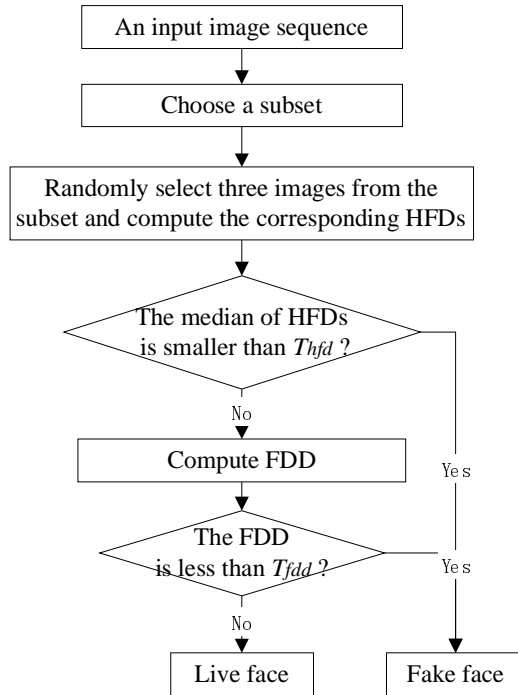 An input image sequence
Choose a subset
Randomly select three images from the
subset and compute the corresponding HFDs
The median of HFDs
is smaller than Thfd ?
No
Compute FDD
Yes
The FDD
is less than Tfdd ?
Yes
No
Live face
Fake face